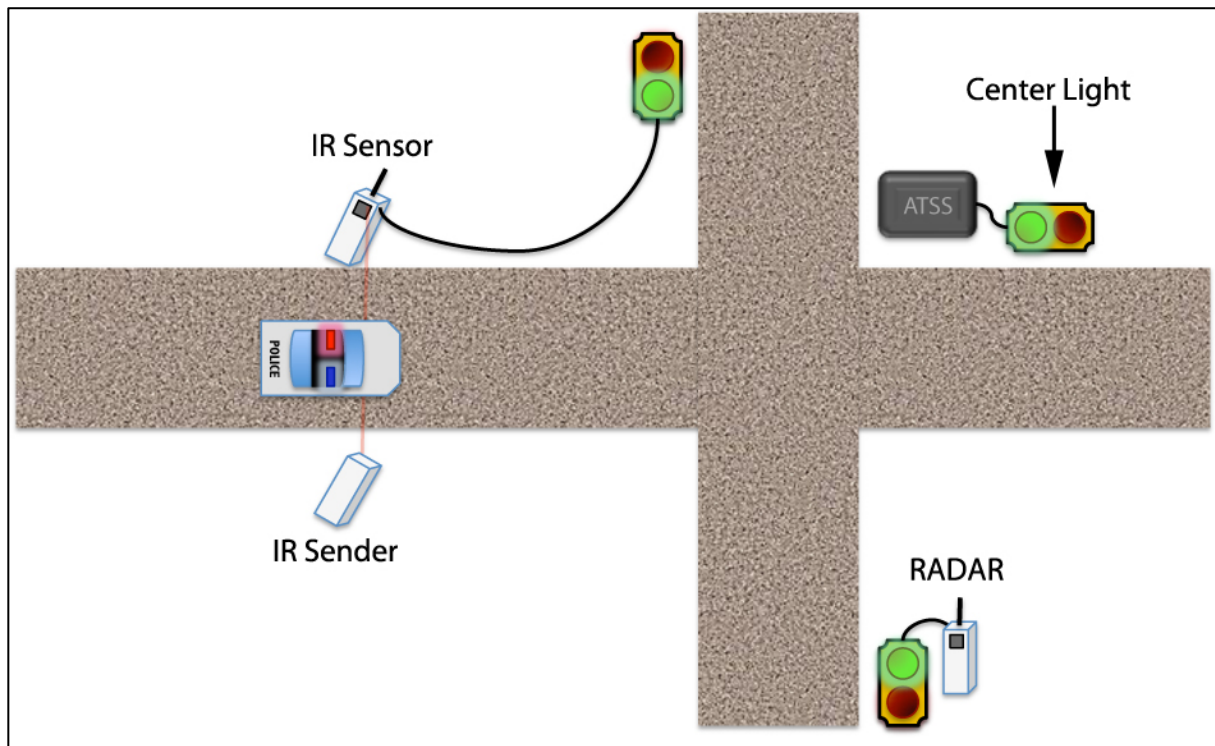 Center Light
IR Sensor
ATSS
POLICE
IR Sender
RADAR